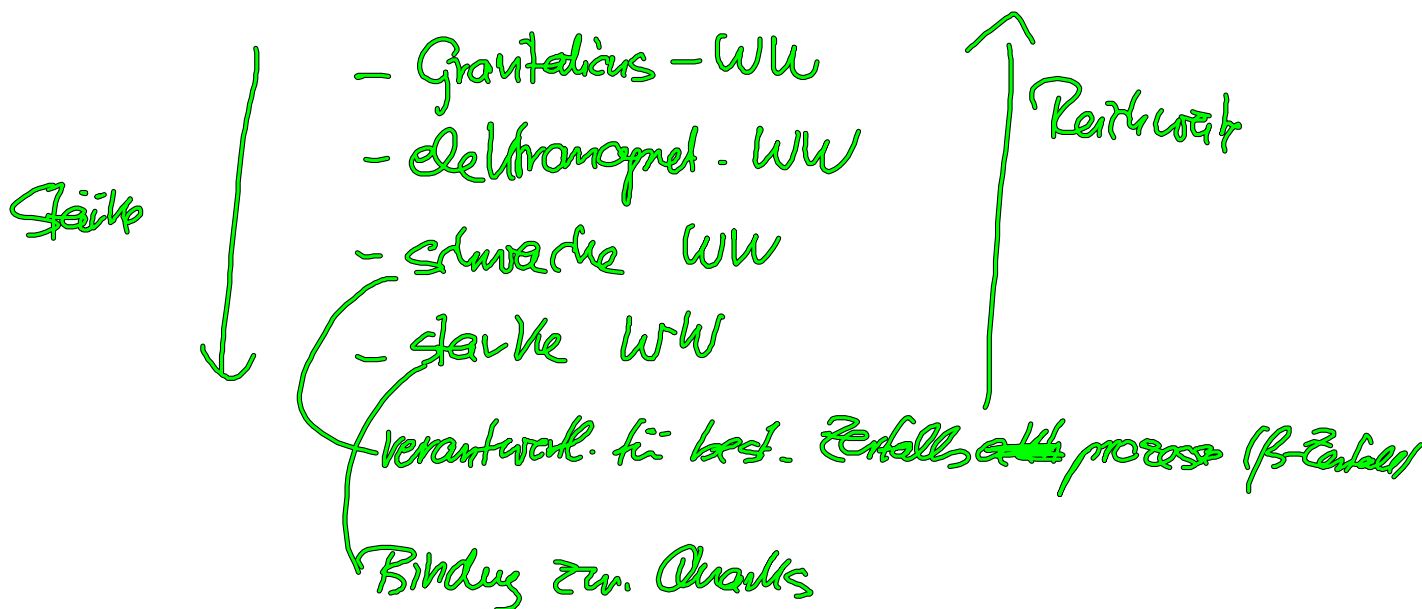 - Gravitations - WW
Reichweite
- elektromagnet. WW
Stärke
- schwache WW
- starke WW
verantwortl. für best. Zerfallsprozesse (β-Zerfall)
Bindung zw. Quarks